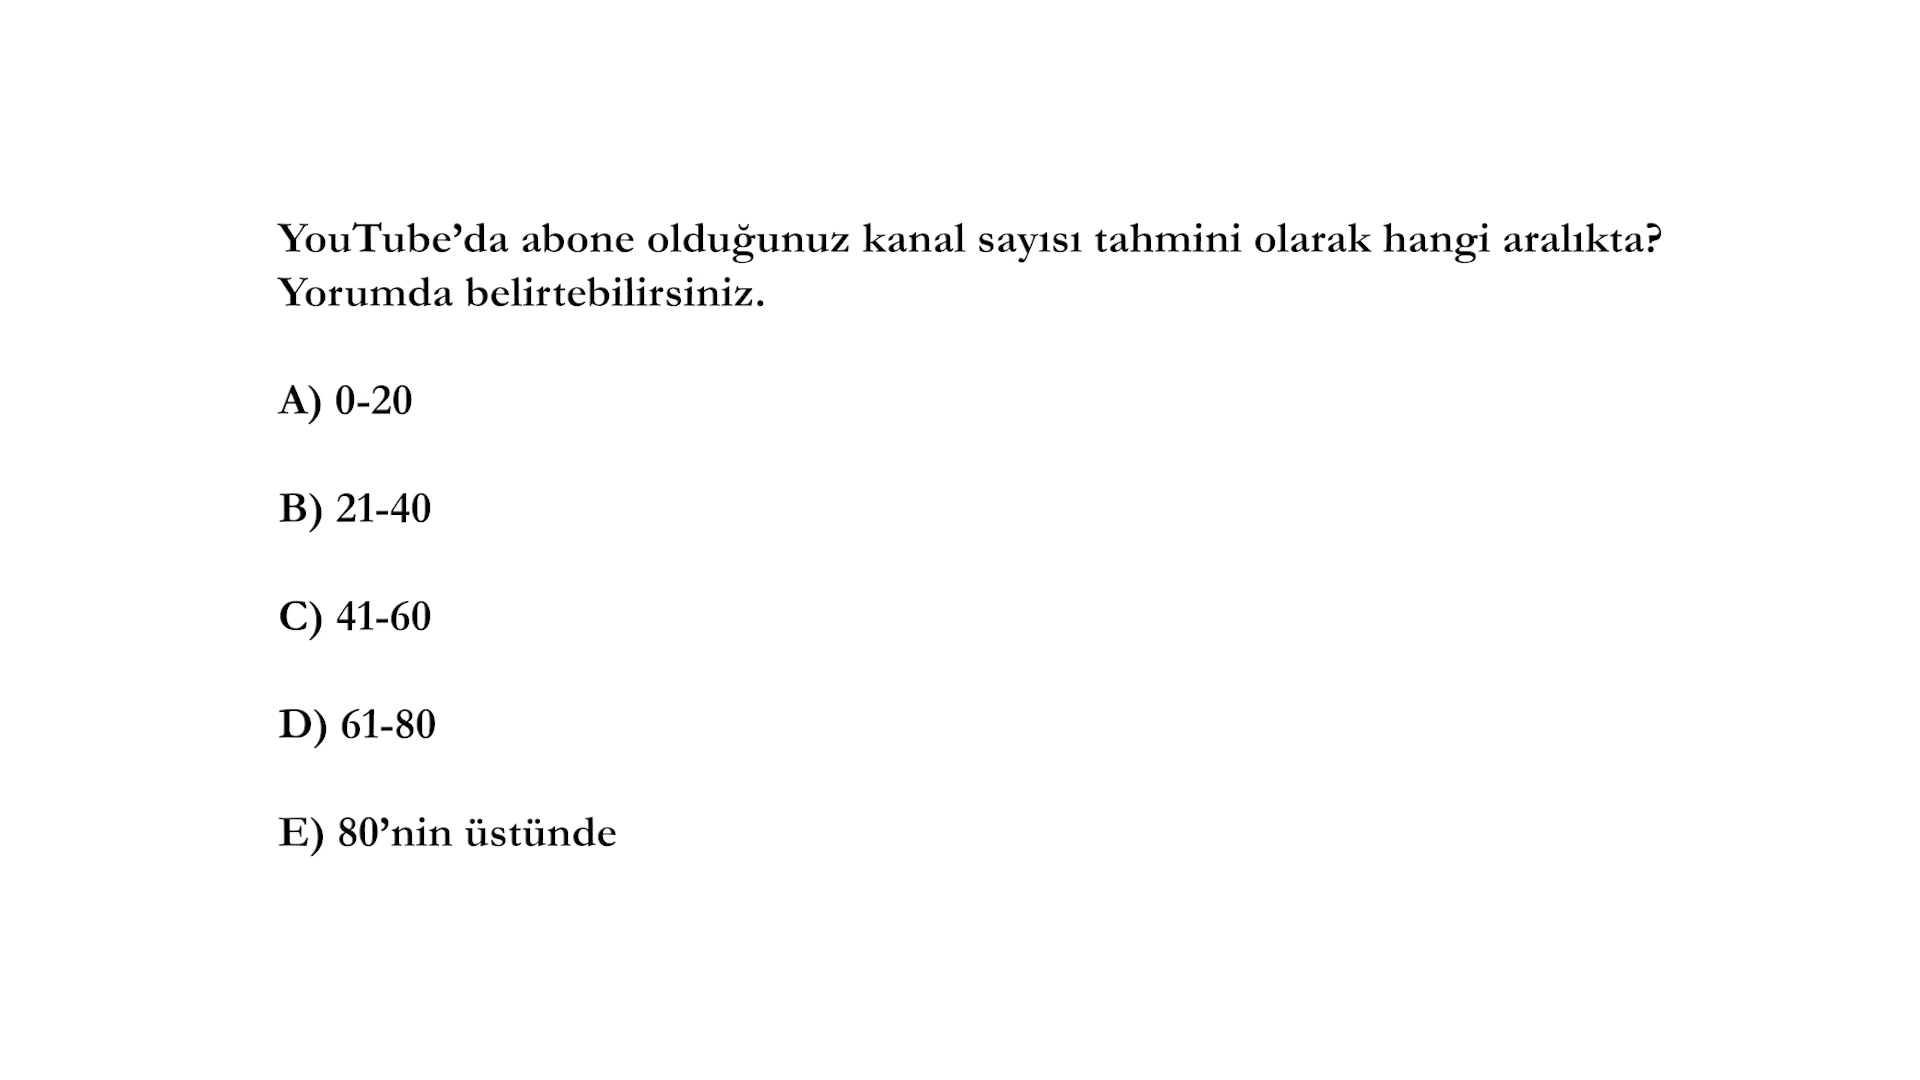 YouTube’da abone olduğunuz kanal sayısı tahmini olarak hangi aralıkta?
Yorumda belirtebilirsiniz.
A) 0-20
B) 21-40
C) 41-60
D) 61-80
E) 80’nin üstünde